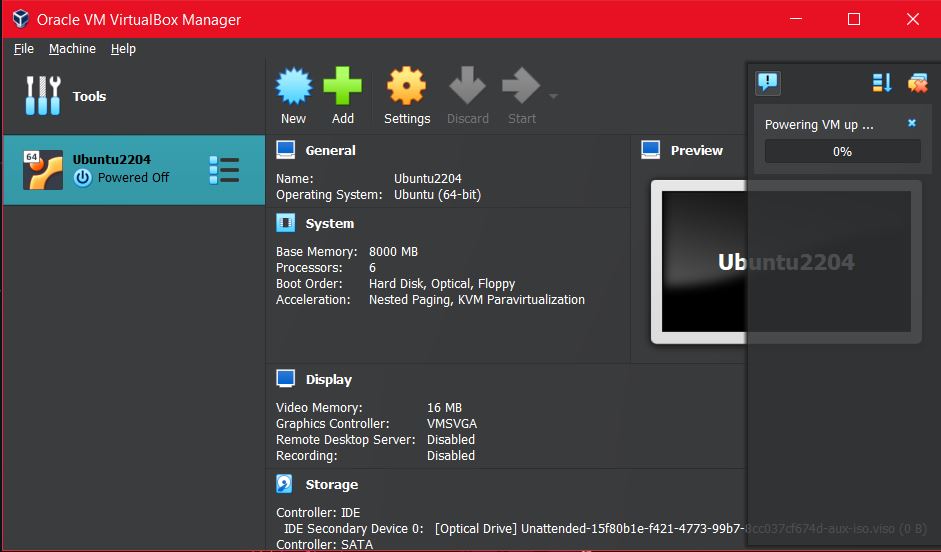 Oracle VM VirtualBox Manager
File Machine Help
Tools
New Add Settings Discard Start
64
Ubuntu2204
Powered Off
General
Name: Ubuntu2204
Operating System: Ubuntu (64-bit)
System
Base Memory: 8000 MB
Processors: 6
Boot Order: Hard Disk, Optical, Floppy
Acceleration: Nested Paging, KVM Paravirtualization
Preview
Ubuntu2204
Powering VM up ...
0%
Display
Video Memory: 16 MB
Graphics Controller: VMSVGA
Remote Desktop Server: Disabled
Recording: Disabled
Storage
Controller: IDE
IDE Secondary Device 0: [Optical Drive] Unattended-15f80b1e-f421-4773-99b7-8cc037cf674d-aux-iso.viso (0 B)
Controller: SATA